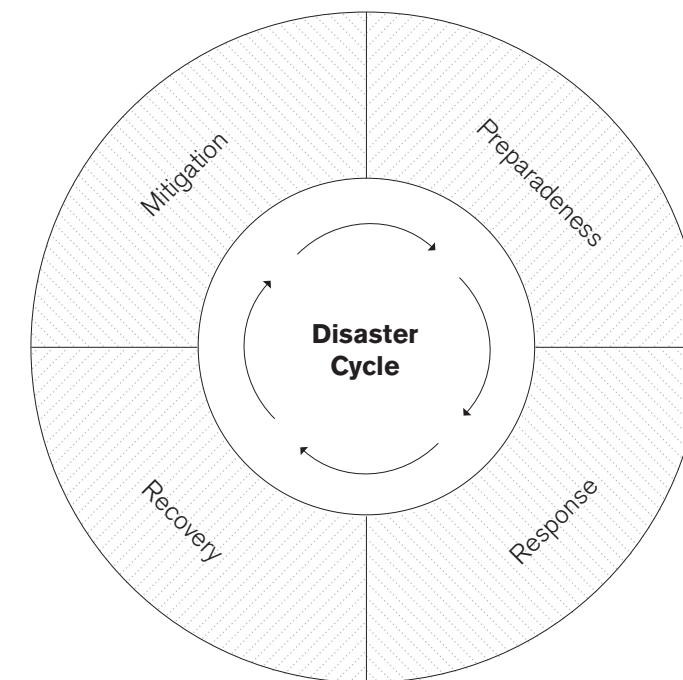 Mitigation
Preparadeness
Disaster
Cycle
Recovery
Response